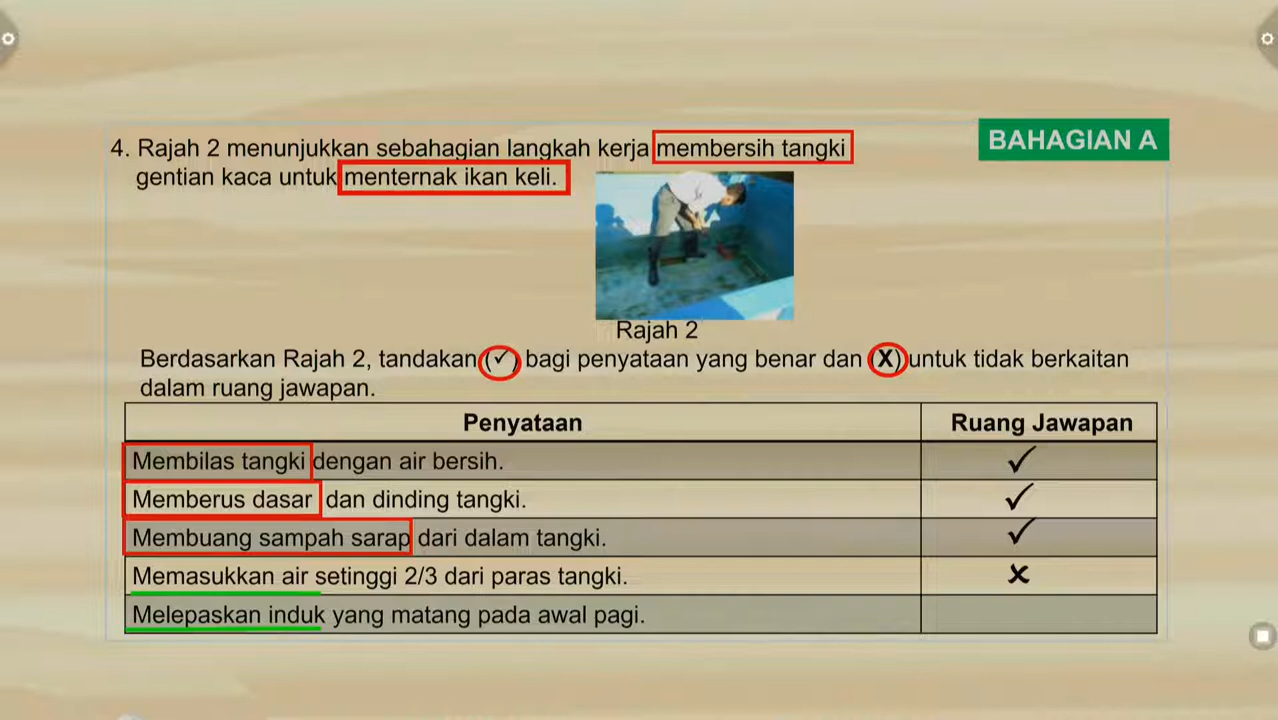 BAHAGIAN A
4. Rajah 2 menunjukkan sebahagian langkah kerja membersih tangki
gentian kaca untuk menternak ikan keli.
Rajah 2
Berdasarkan Rajah 2, tandakan (✓) bagi penyataan yang benar dan (X) untuk tidak berkaitan
dalam ruang jawapan.
Penyataan Ruang Jawapan
Membilas tangki dengan air bersih. ✓
Memberus dasar dan dinding tangki. ✓
Membuang sampah sarap dari dalam tangki. ✓
Memasukkan air setinggi 2/3 dari paras tangki. ✗
Melepaskan induk yang matang pada awal pagi.